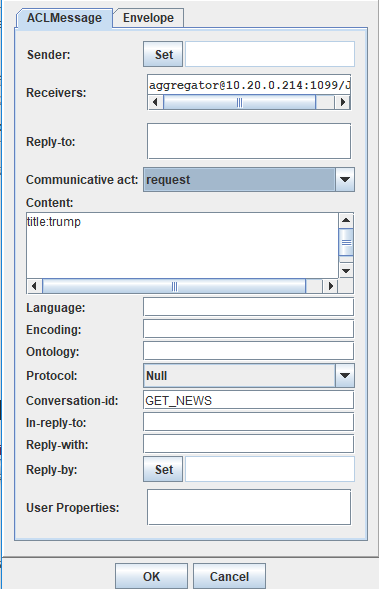 ACLMessage Envelope
Sender: Set
Receivers: aggregator@10.20.0.214:1099/J
Reply-to:
Communicative act: request
Content:
title:trump
Language:
Encoding:
Ontology:
Protocol: Null
Conversation-id: GET_NEWS
In-reply-to:
Reply-with:
Reply-by: Set
User Properties:
OK Cancel